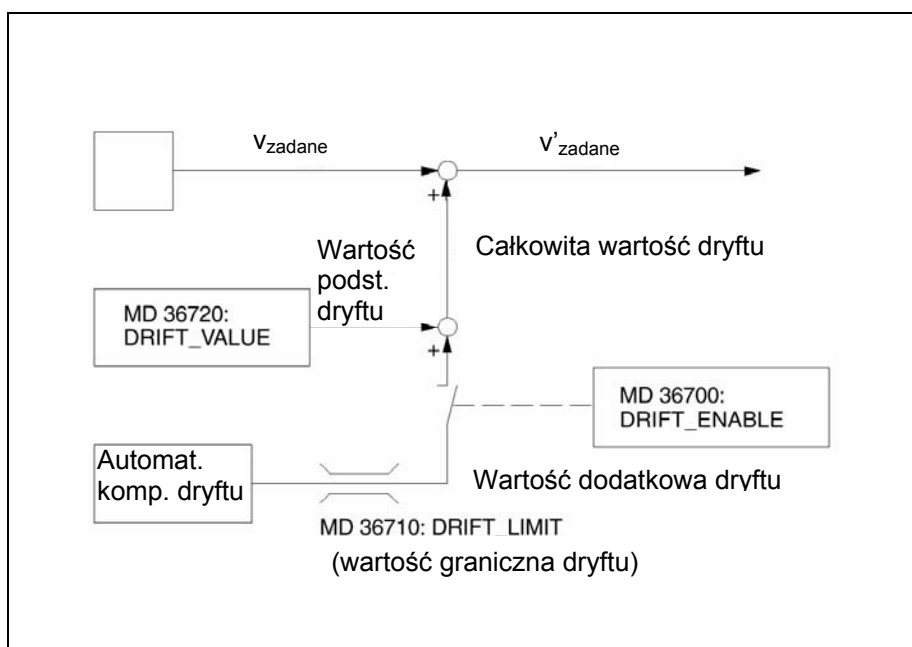 vzadane
v’zadane
+
Wartość
podst.
dryftu
Całkowita wartość dryftu
MD 36720:
DRIFT_VALUE
+
MD 36700:
DRIFT_ENABLE
Automat.
komp. dryftu
Wartość dodatkowa dryftu
MD 36710: DRIFT_LIMIT
(wartość graniczna dryftu)